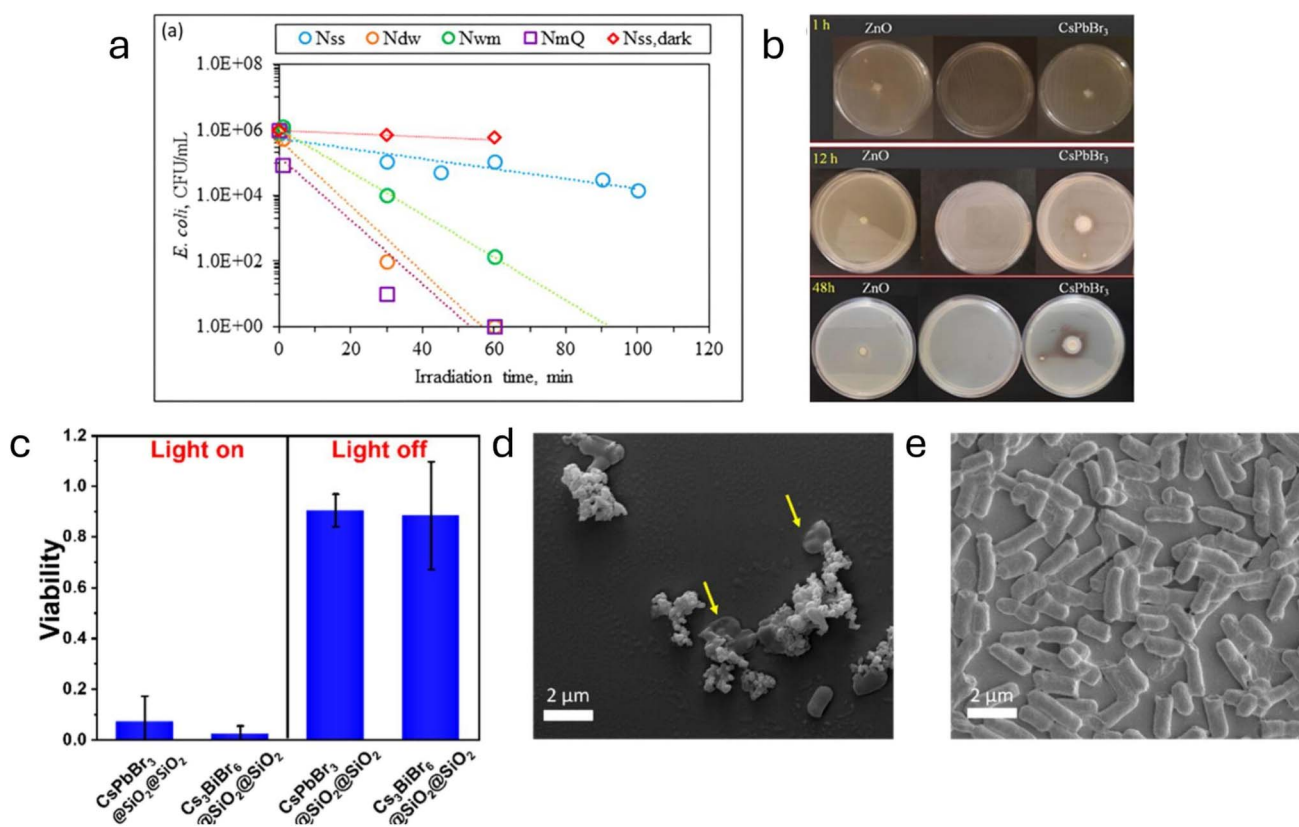 a
(a)
Nss Ndw Nwm NmQ Nss,dark
1.0E+08
1.0E+06
1.0E+04
1.0E+02
1.0E+00
E. coli, CFU/mL
0 20 40 60 80 100 120
Irradiation time, min
b
1 h
ZnO CsPbBr₃
12 h
ZnO CsPbBr₃
48h
ZnO CsPbBr₃
c
Light on Light off
1.2
1.0
0.8
0.6
0.4
0.2
0.0
Viability
CsPbBr₃
@SiO₂@SiO₂
Cs₃BiBr₆
@SiO₂@SiO₂
CsPbBr₃
@SiO₂@SiO₂
Cs₃BiBr₆
@SiO₂@SiO₂
d
2 μm
e
2 μm